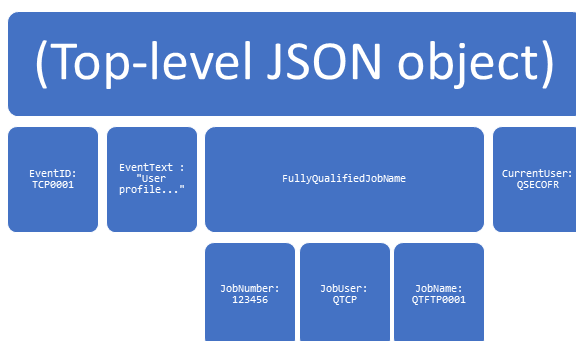 (Top-level JSON object)
EventID:
TCP0001
EventText :
"User
profile..."
FullyQualifiedJobName
CurrentUser:
QSECOFR
JobNumber:
123456
JobUser:
QTCP
JobName:
QTFTP0001